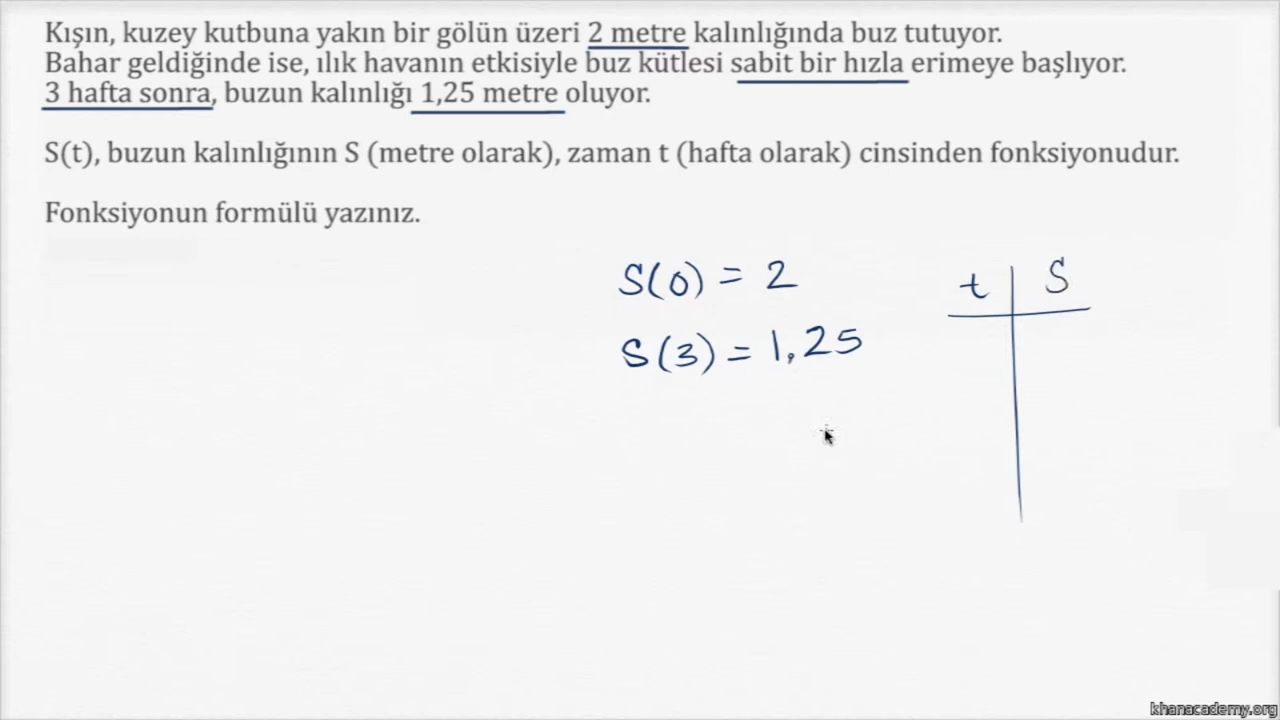 Kışın, kuzey kutbuna yakın bir gölün üzeri 2 metre kalınlığında buz tutuyor.
Bahar geldiğinde ise, ılık havanın etkisiyle buz kütlesi sabit bir hızla erimeye başlıyor.
3 hafta sonra, buzun kalınlığı 1,25 metre oluyor.
S(t), buzun kalınlığının S (metre olarak), zaman t (hafta olarak) cinsinden fonksiyonudur.
Fonksiyonun formülü yazınız.
S(0) = 2
t S
S(3) = 1,25
khanacademy.org